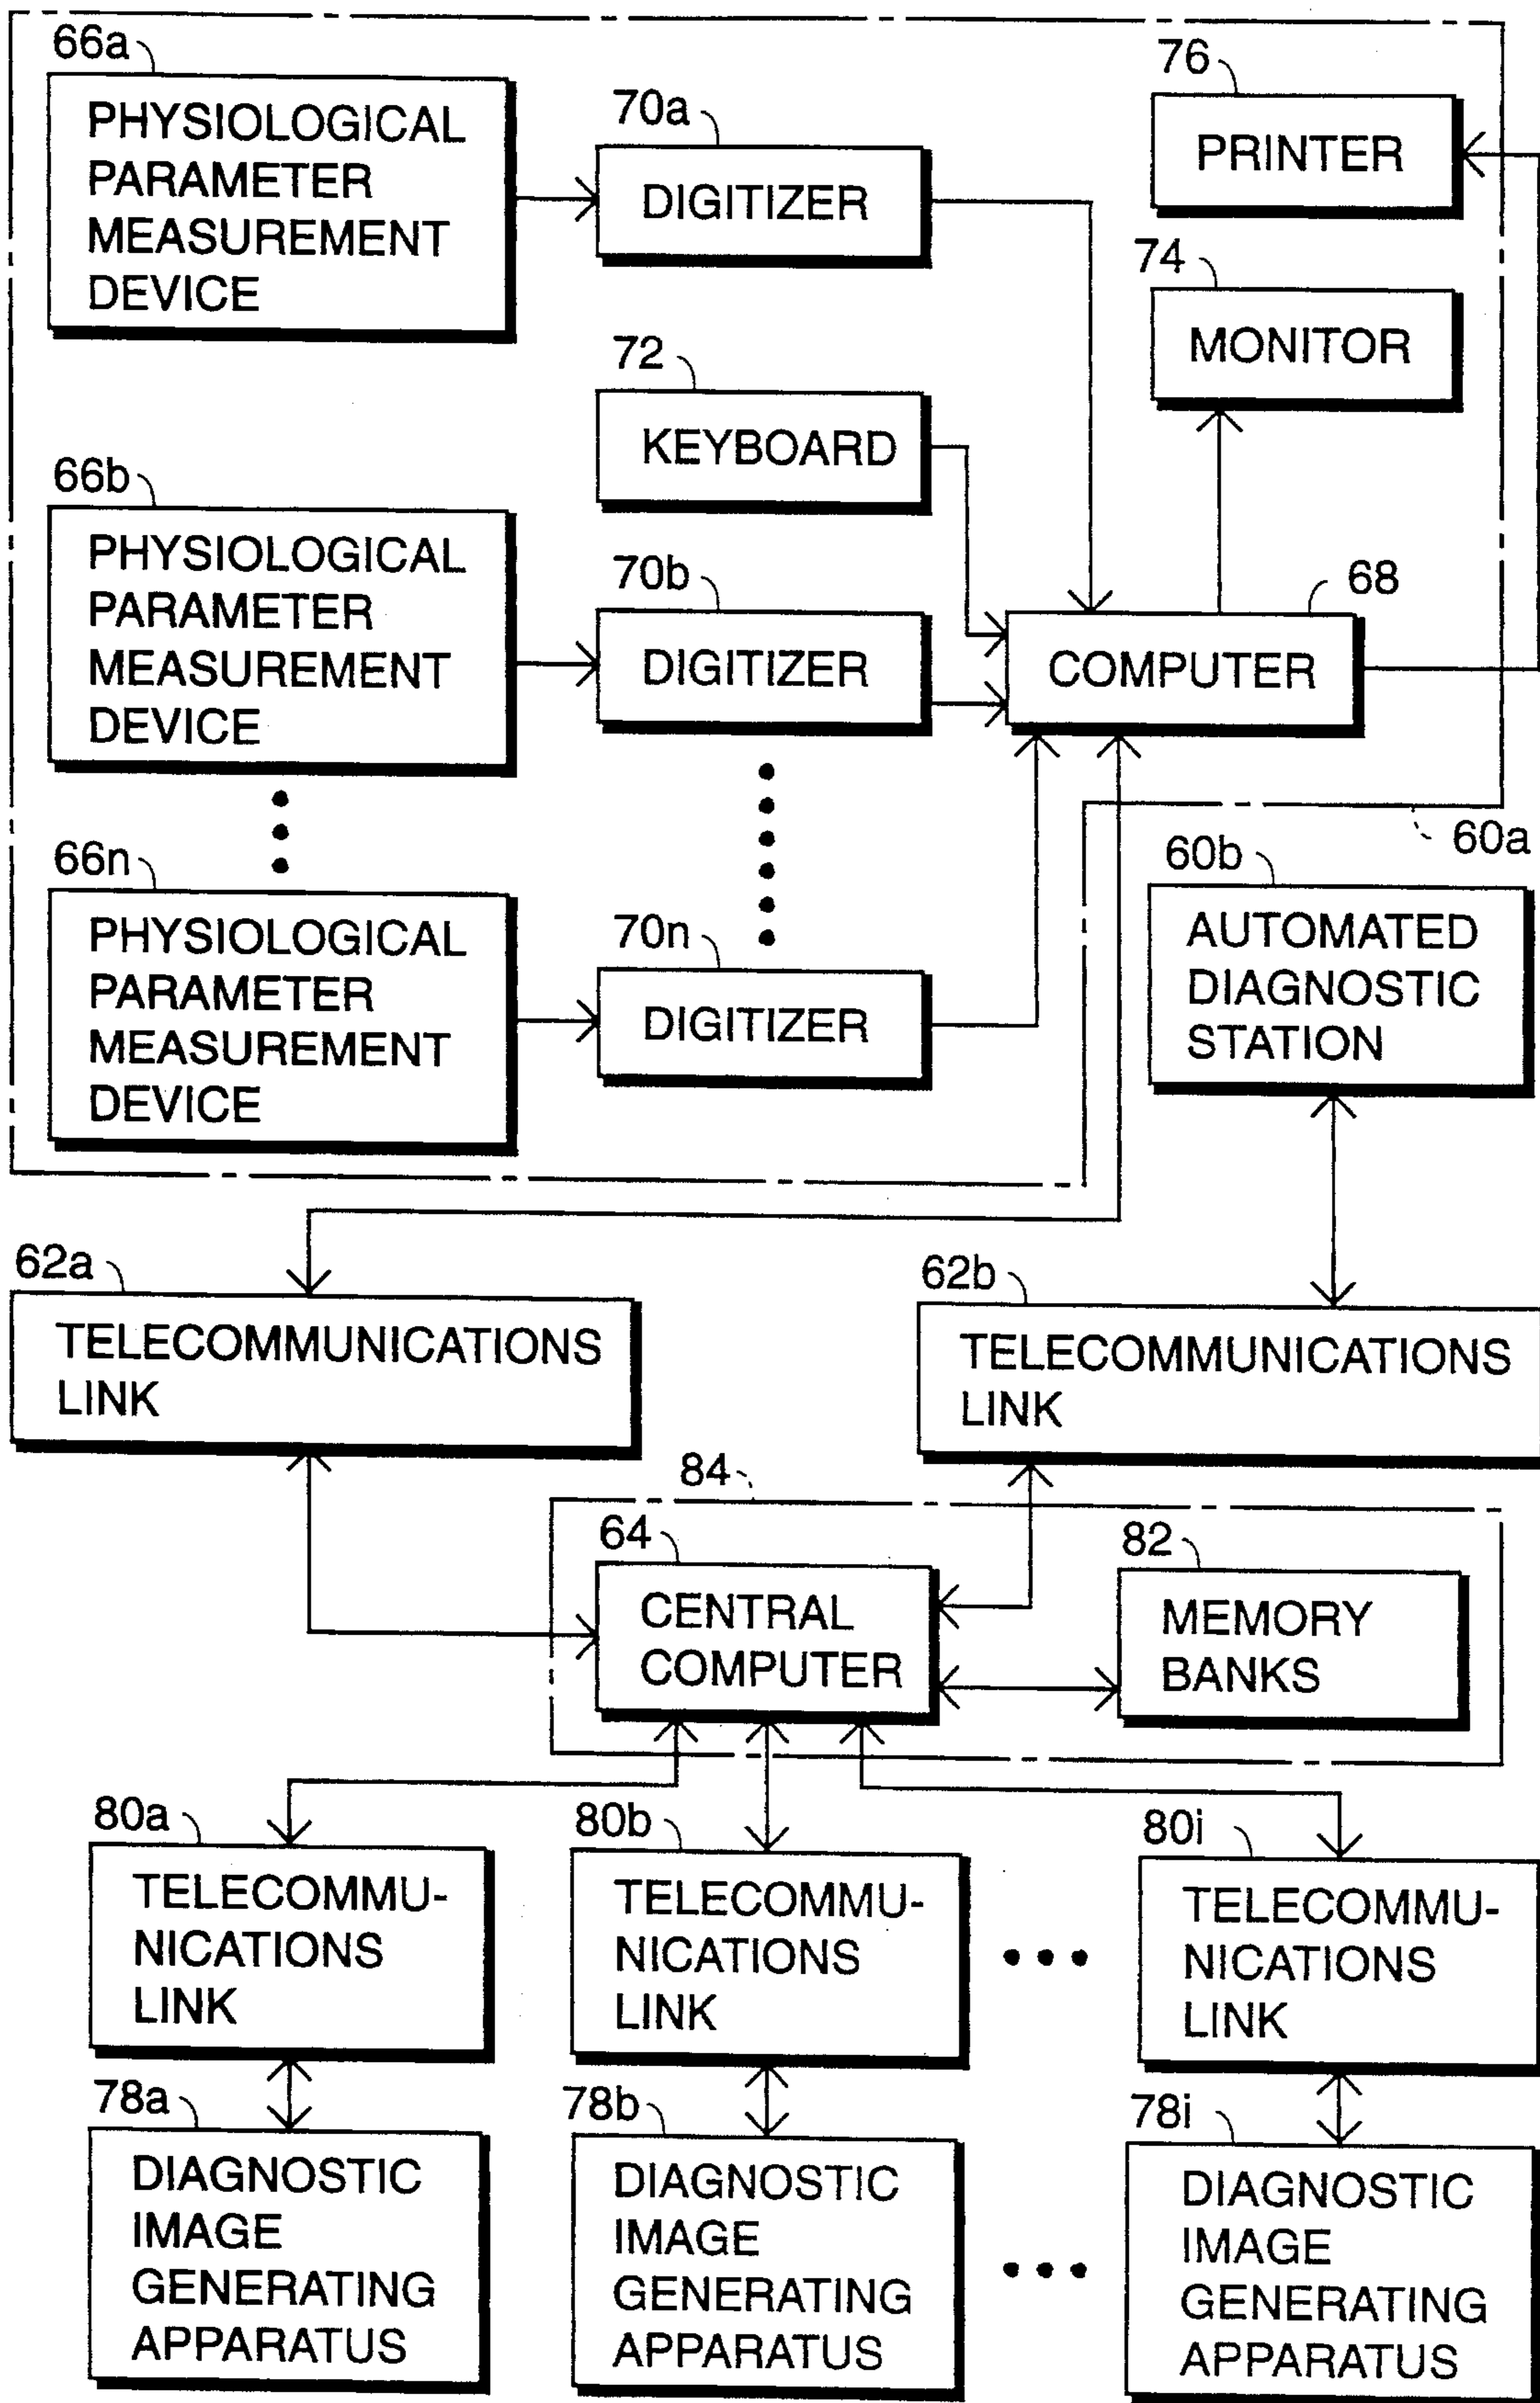 66a
PHYSIOLOGICAL
PARAMETER
MEASUREMENT
DEVICE
70a
DIGITIZER
76
PRINTER
74
MONITOR
72
KEYBOARD
66b
PHYSIOLOGICAL
PARAMETER
MEASUREMENT
DEVICE
70b
DIGITIZER
68
COMPUTER
60a
66n
PHYSIOLOGICAL
PARAMETER
MEASUREMENT
DEVICE
70n
DIGITIZER
60b
AUTOMATED
DIAGNOSTIC
STATION
62a
TELECOMMUNICATIONS
LINK
62b
TELECOMMUNICATIONS
LINK
84
64
CENTRAL
COMPUTER
82
MEMORY
BANKS
80a
TELECOMMU-
NICATIONS
LINK
80b
TELECOMMU-
NICATIONS
LINK
80i
TELECOMMU-
NICATIONS
LINK
78a
DIAGNOSTIC
IMAGE
GENERATING
APPARATUS
78b
DIAGNOSTIC
IMAGE
GENERATING
APPARATUS
78i
DIAGNOSTIC
IMAGE
GENERATING
APPARATUS